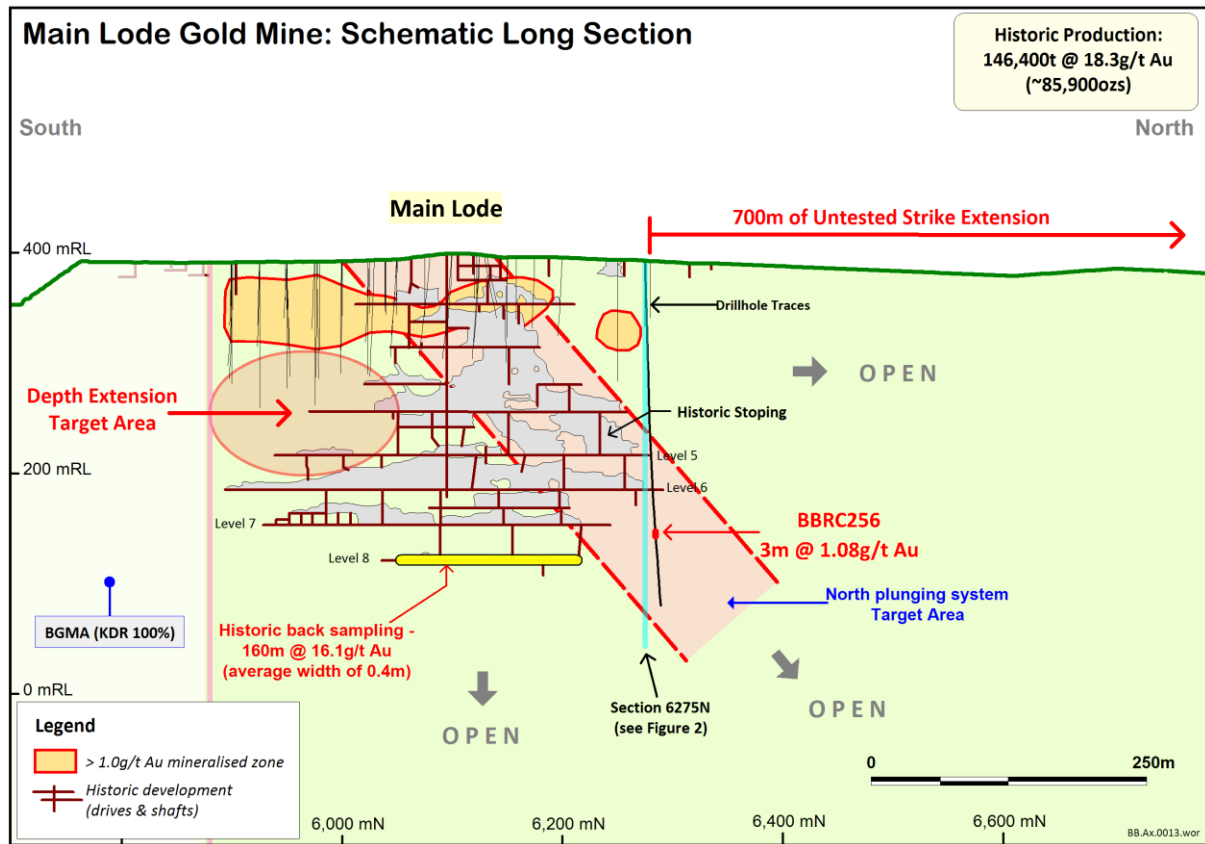 Main Lode Gold Mine: Schematic Long Section
Historic Production:
146,400t @ 18.3g/t Au
(~85,900ozs)
South
North
Main Lode
700m of Untested Strike Extension
400 mRL
Drillhole Traces
OPEN
Depth Extension
Target Area
Historic Stoping
Level 5
200 mRL
Level 6
Level 7
BBRC256
3m @ 1.08g/t Au
Level 8
North plunging system
Target Area
BGMA (KDR 100%)
Historic back sampling -
160m @ 16.1g/t Au
(average width of 0.4m)
0 mRL
Section 6275N
(see Figure 2)
OPEN
OPEN
Legend
> 1.0g/t Au mineralised zone
Historic development
(drives & shafts)
0
250m
6,000 mN
6,200 mN
6,400 mN
6,600 mN
BB.Ax.0013.wor